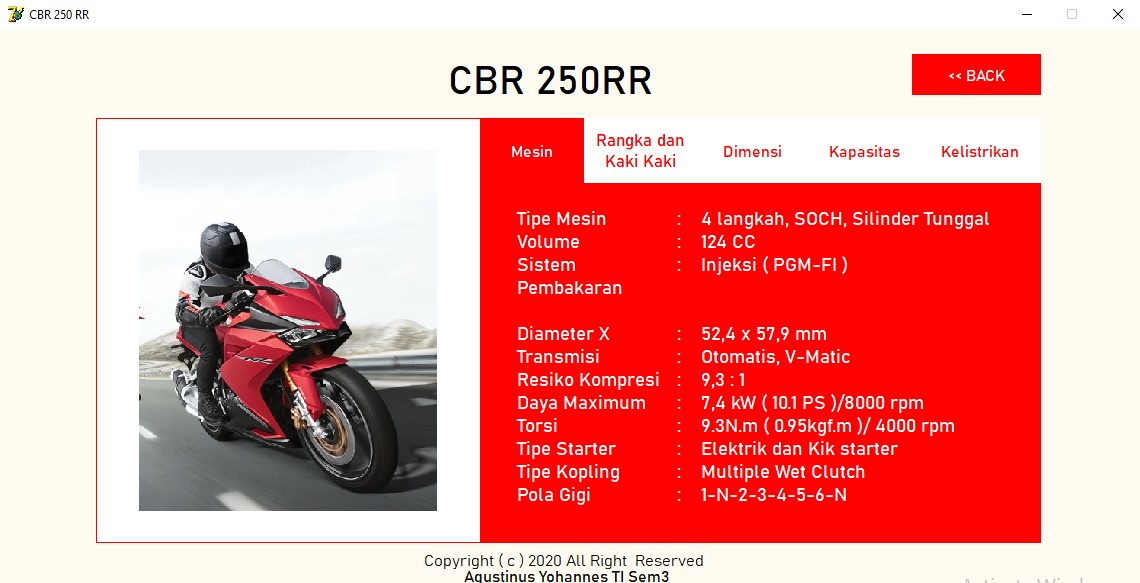 CBR 250 RR
CBR 250RR
<< BACK
Mesin
Rangka dan
Kaki Kaki
Dimensi
Kapasitas
Kelistrikan
Tipe Mesin : 4 langkah, SOCH, Silinder Tunggal
Volume : 124 CC
Sistem : Injeksi ( PGM-FI )
Pembakaran
Diameter X : 52,4 x 57,9 mm
Transmisi : Otomatis, V-Matic
Resiko Kompresi : 9,3 : 1
Daya Maximum : 7,4 kW ( 10.1 PS )/8000 rpm
Torsi : 9.3N.m ( 0.95kgf.m )/ 4000 rpm
Tipe Starter : Elektrik dan Kik starter
Tipe Kopling : Multiple Wet Clutch
Pola Gigi : 1-N-2-3-4-5-6-N
Copyright ( c ) 2020 All Right Reserved
Agustinus Yohannes TI Sem3